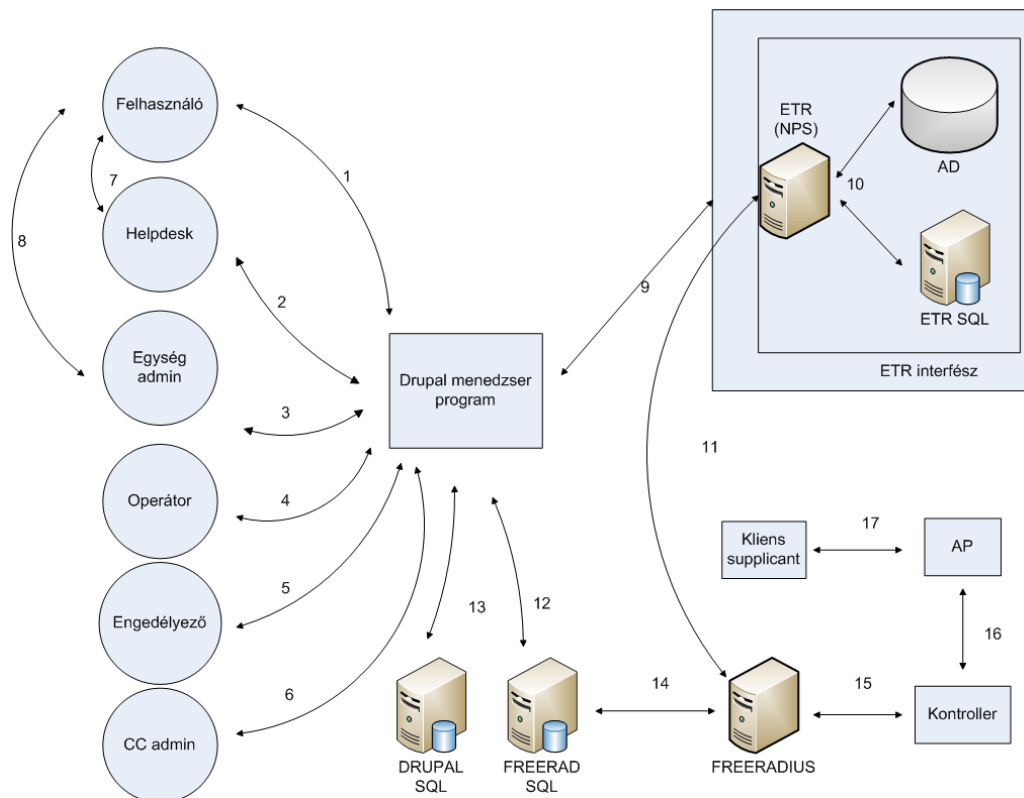 Felhasználó
7
Helpdesk
8
Egység
admin
Operátor
Engedélyező
CC admin
1
2
3
4
5
6
Drupal menedzser
program
9
ETR
(NPS)
AD
10
ETR SQL
ETR interfész
11
13
12
DRUPAL
SQL
FREERAD
SQL
14
FREERADIUS
15
Kontroller
16
Kliens
supplicant
17
AP